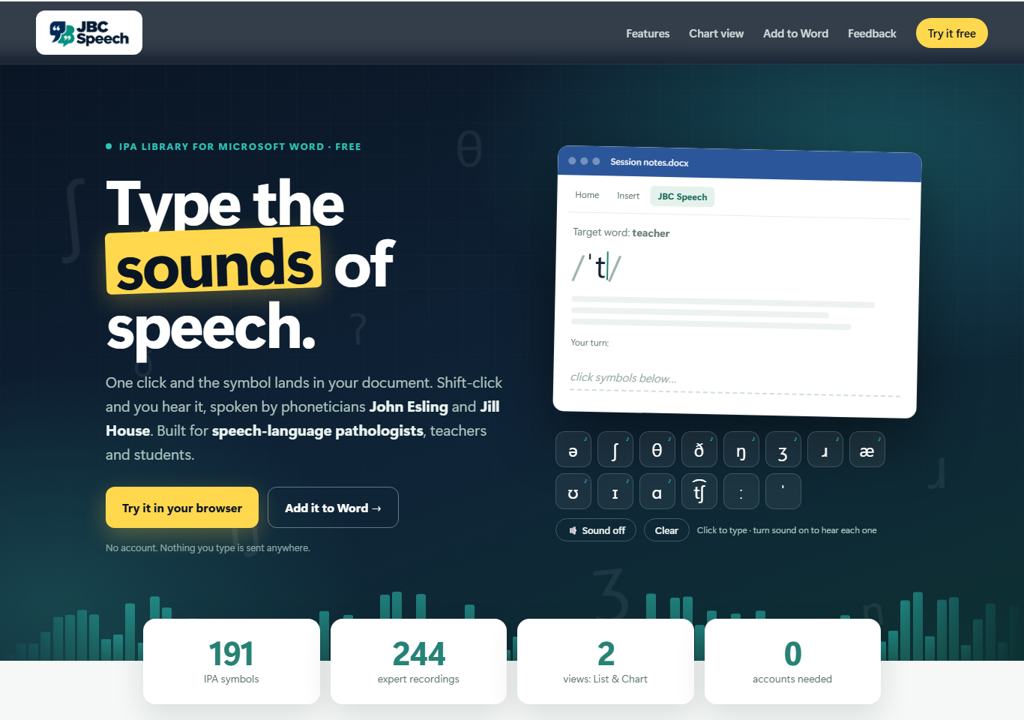 JBC
Speech
Features
Chart view
Add to Word
Feedback
Try it free
IPA LIBRARY FOR MICROSOFT WORD · FREE
Type the
sounds of
speech.
One click and the symbol lands in your document. Shift-click
and you hear it, spoken by phoneticians John Esling and Jill
House. Built for speech-language pathologists, teachers
and students.
Try it in your browser
Add it to Word →
No account. Nothing you type is sent anywhere.
Session notes.docx
Home
Insert
JBC Speech
Target word: teacher
/ˈt/
Your turn:
click symbols below...
ə ʃ θ ð ŋ ʒ ɹ æ
ʊ ɪ ɑ t͡ʃ ː ˈ
Sound off
Clear
Click to type · turn sound on to hear each one
θ
ʃ
ʔ
ɹ
ʒ
191
IPA symbols
244
expert recordings
2
views: List & Chart
0
accounts needed